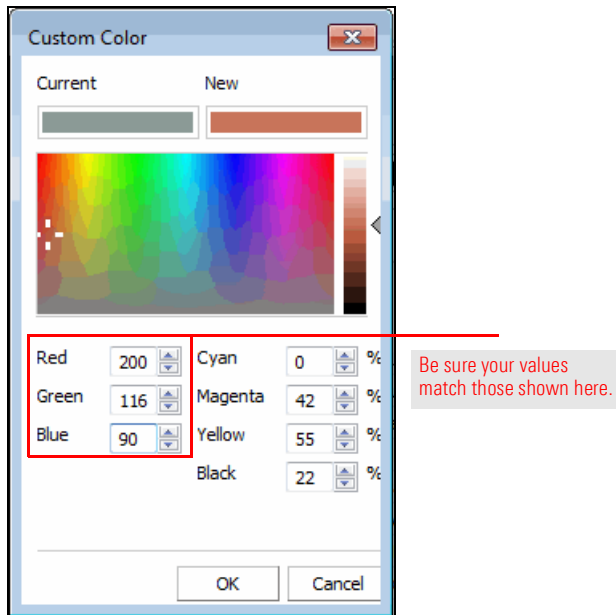 Custom Color
Current New
Red 200 Cyan 0 %
Green 116 Magenta 42 %
Blue 90 Yellow 55 %
Black 22 %
Be sure your values
match those shown here.
OK Cancel